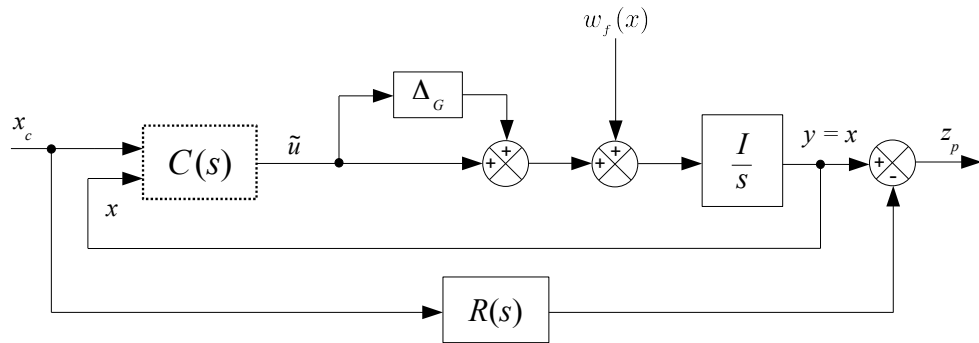 w_f(x)
Δ_G
x_c
C(s)
ũ
+ +
+ +
I
s
y = x
+
-
z_p
x
R(s)